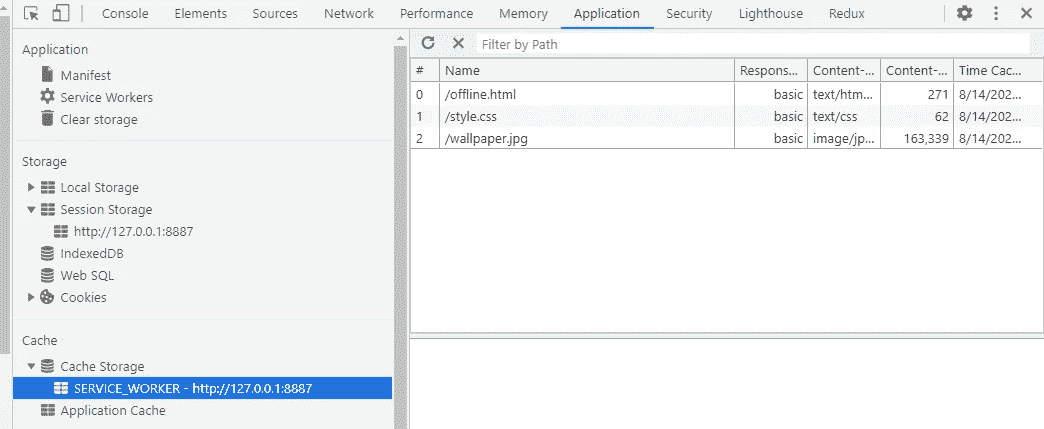 Console Elements Sources Network Performance Memory Application Security Lighthouse Redux
Application
Manifest
Service Workers
Clear storage
Storage
Local Storage
Session Storage
http://127.0.0.1:8887
IndexedDB
Web SQL
Cookies
Cache
Cache Storage
SERVICE_WORKER - http://127.0.0.1:8887
Application Cache
Filter by Path
# Name Respons... Content-... Content-... Time Cac...
0 /offline.html basic text/htm... 271 8/14/202...
1 /style.css basic text/css 62 8/14/202...
2 /wallpaper.jpg basic image/jp... 163,339 8/14/202...